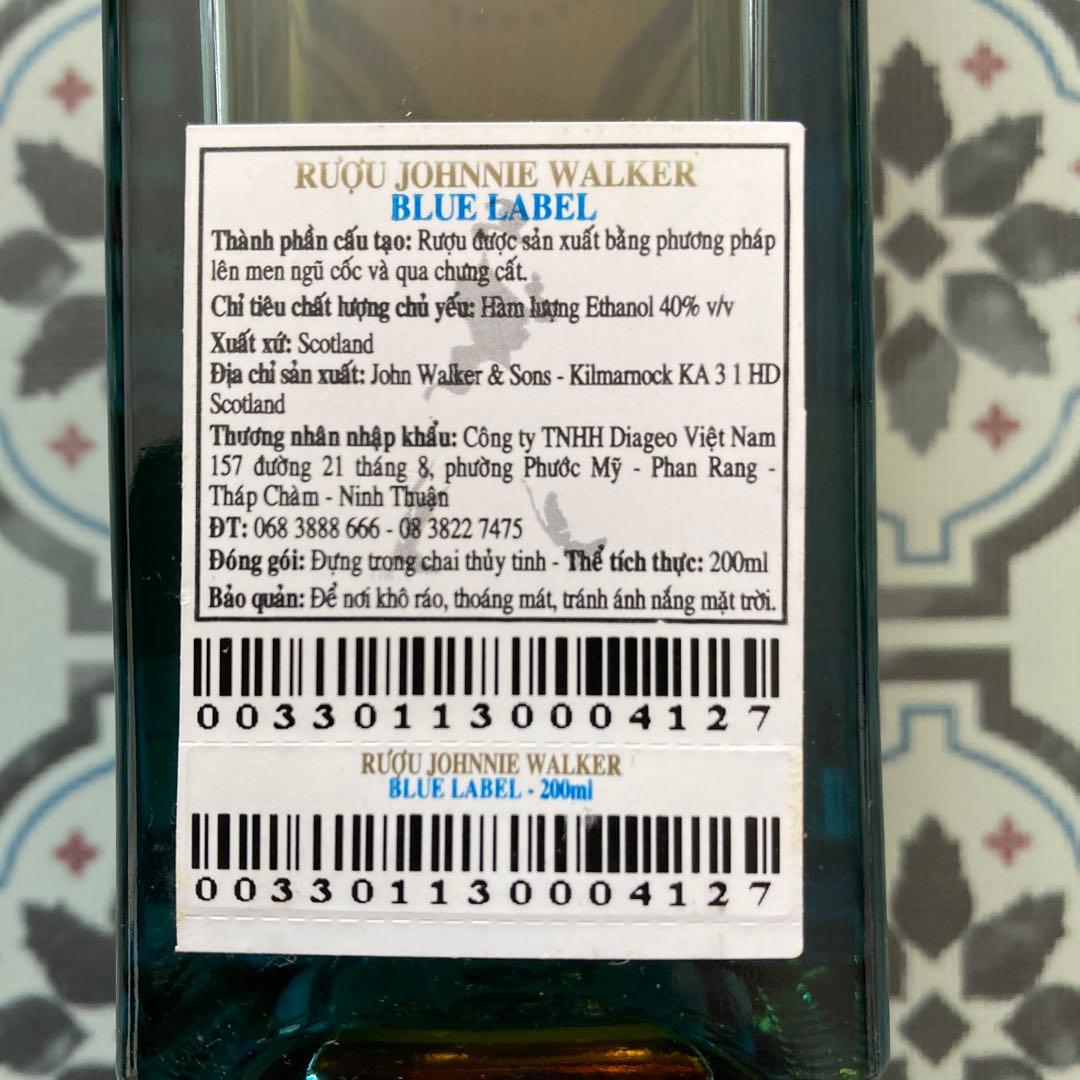 RƯỢU JOHNNIE WALKER
BLUE LABEL
Thành phần cấu tạo: Rượu được sản xuất bằng phương pháp
lên men ngũ cốc và qua chưng cất.
Chỉ tiêu chất lượng chủ yếu: Hàm lượng Ethanol 40% v/v
Xuất xứ: Scotland
Địa chỉ sản xuất: John Walker & Sons - Kilmarnock KA 3 1 HD
Scotland
Thương nhân nhập khẩu: Công ty TNHH Diageo Việt Nam
157 đường 21 tháng 8, phường Phước Mỹ - Phan Rang -
Tháp Chàm - Ninh Thuận
ĐT: 068 3888 666 - 08 3822 7475
Đóng gói: Đựng trong chai thủy tinh - Thể tích thực: 200ml
Bảo quản: Để nơi khô ráo, thoáng mát, tránh ánh nắng mặt trời.
003301130004127
RƯỢU JOHNNIE WALKER
BLUE LABEL - 200ml
003301130004127